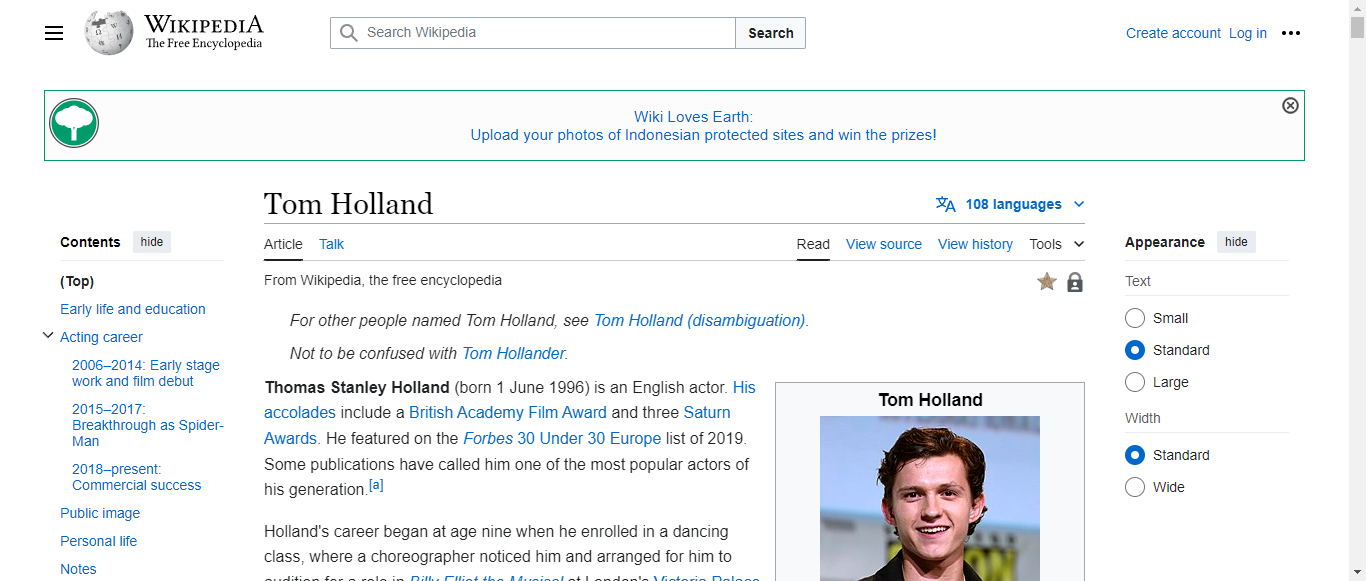 WIKIPEDIA
The Free Encyclopedia
Search Wikipedia
Search
Create account Log in
Wiki Loves Earth:
Upload your photos of Indonesian protected sites and win the prizes!
Tom Holland
108 languages
Contents hide
Article Talk
Read View source View history Tools
Appearance hide
(Top)
Early life and education
Acting career
2006–2014: Early stage
work and film debut
2015–2017:
Breakthrough as Spider-
Man
2018–present:
Commercial success
Public image
Personal life
Notes
From Wikipedia, the free encyclopedia
For other people named Tom Holland, see Tom Holland (disambiguation).
Not to be confused with Tom Hollander.
Thomas Stanley Holland (born 1 June 1996) is an English actor. His
accolades include a British Academy Film Award and three Saturn
Awards. He featured on the Forbes 30 Under 30 Europe list of 2019.
Some publications have called him one of the most popular actors of
his generation.[a]
Holland's career began at age nine when he enrolled in a dancing
class, where a choreographer noticed him and arranged for him to
audition for a role in Billy Elliot the Musical at London's Victoria Palace
Tom Holland
Text
Small
Standard
Large
Width
Standard
Wide